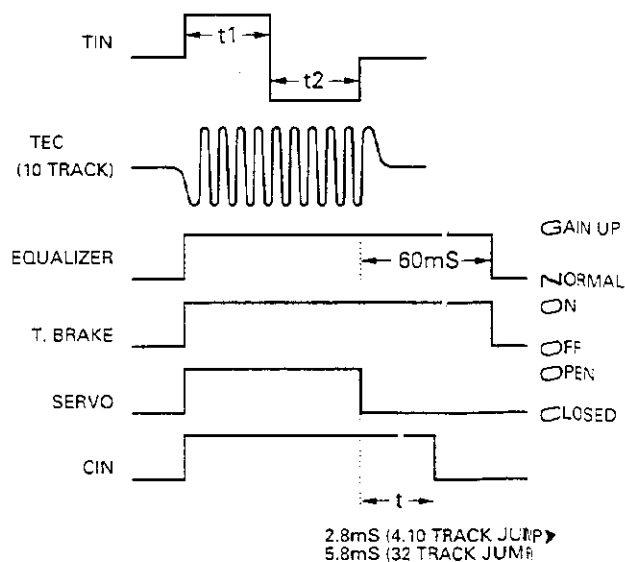 TIN
t1
t2
TEC
(10 TRACK)
EQUALIZER
60mS
GAIN UP
NORMAL
T. BRAKE
ON
OFF
SERVO
OPEN
CLOSED
CIN
t
2.8mS (4.10 TRACK JUMP)
5.8mS (32 TRACK JUMP)